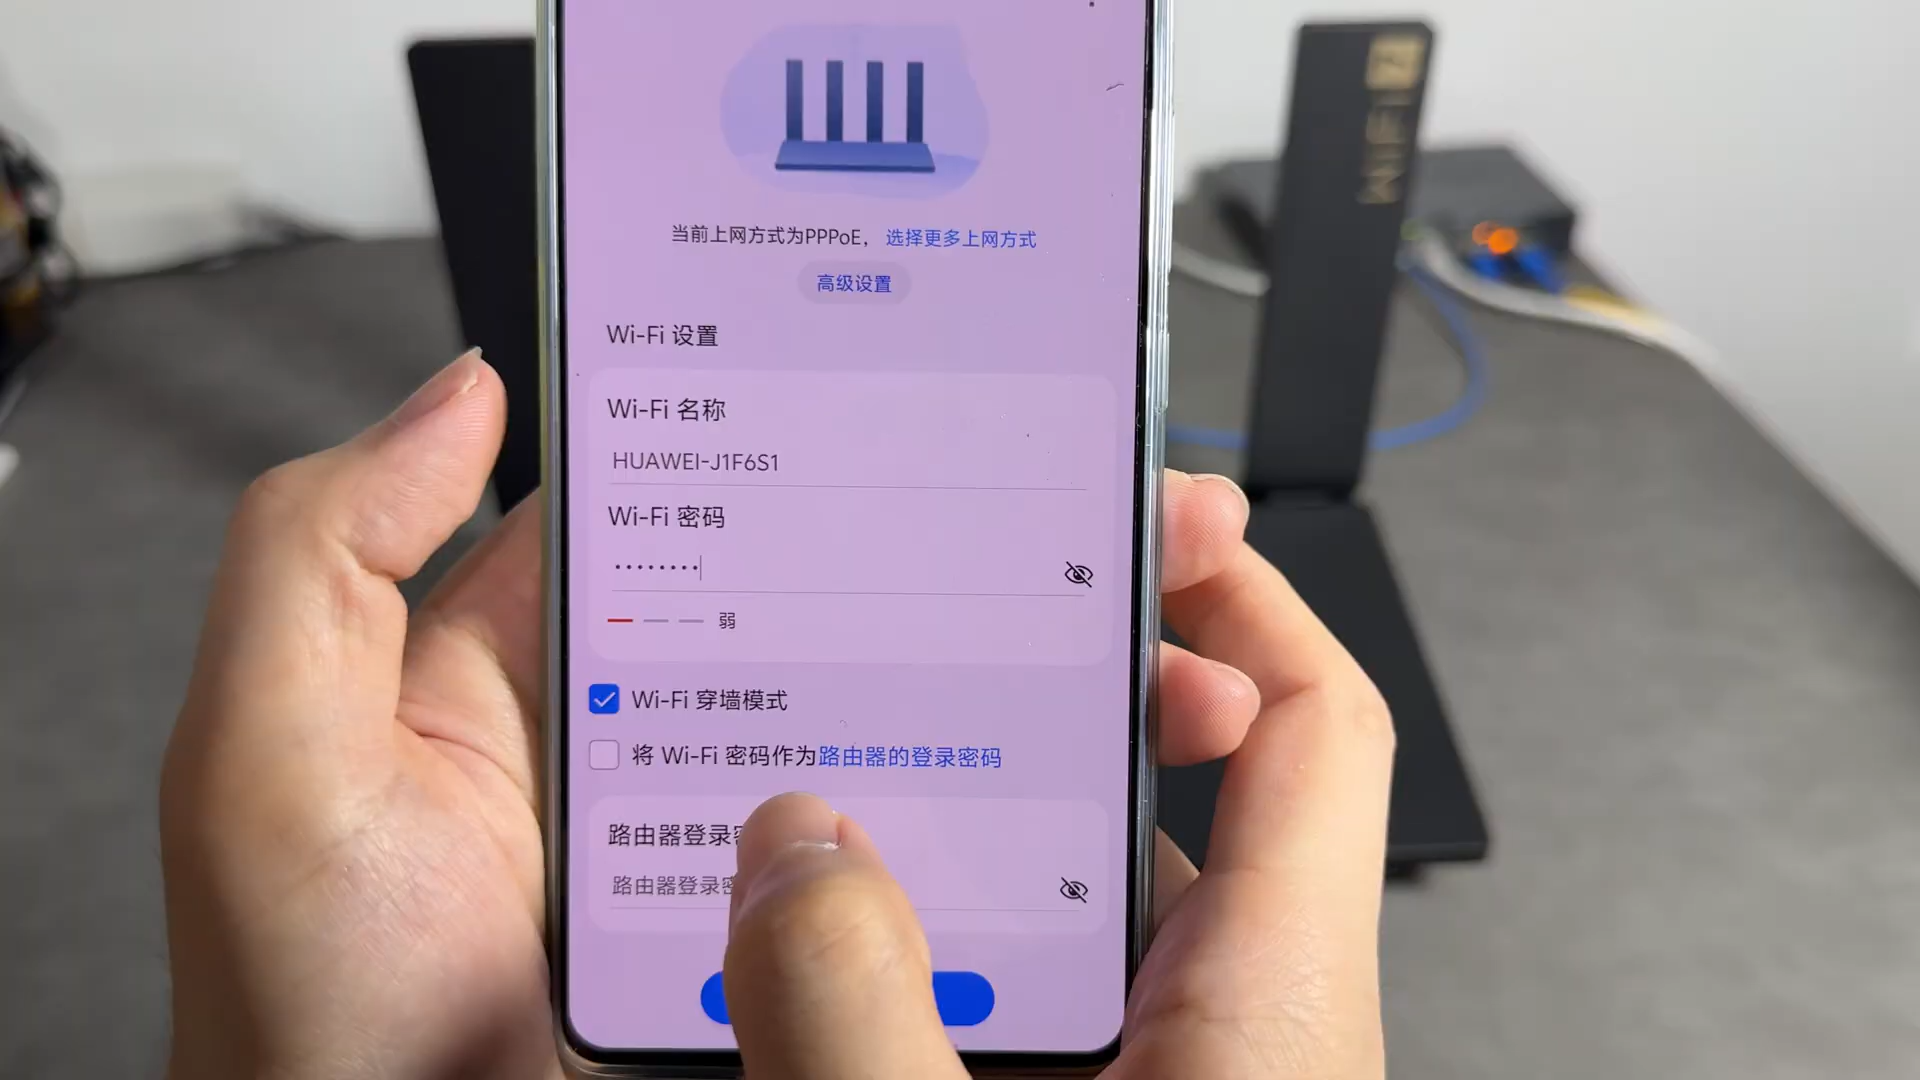 当前上网方式为PPPoE，选择更多上网方式
高级设置
Wi-Fi 设置
Wi-Fi 名称
HUAWEI-J1F6S1
Wi-Fi 密码
••••••••
弱
Wi-Fi 穿墙模式
将 Wi-Fi 密码作为路由器的登录密码
路由器登录
路由器登录
WiFi 7